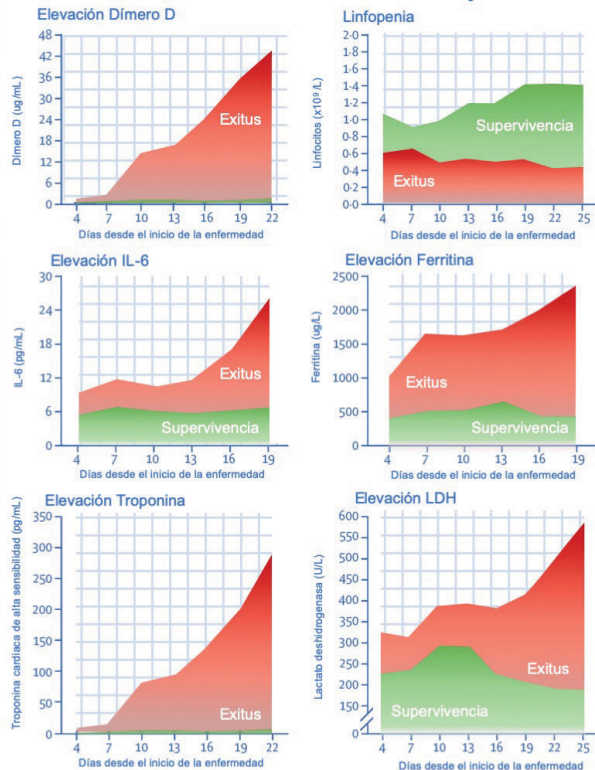 Elevación Dímero D
Dímero D (ug/mL)
48
42
36
30
24
18
12
6
0
Exitus
4 7 10 13 16 19 22
Días desde el inicio de la enfermedad
Linfopenia
Linfocitos (x10⁹ /L)
2·0
1·8
1·6
1·4
1·2
1·0
0·8
0·6
0·4
0·2
0·0
Supervivencia
Exitus
4 7 10 13 16 19 22 25
Días desde el inicio de la enfermedad
Elevación IL-6
IL-6 (pg/mL)
30
24
18
12
6
0
Exitus
Supervivencia
4 7 10 13 16 19
Días desde el inicio de la enfermedad
Elevación Ferritina
Ferritina (ug/L)
2500
2000
1500
1000
500
0
Exitus
Supervivencia
4 7 10 13 16 19
Días desde el inicio de la enfermedad
Elevación Troponina
Troponina cardiaca de alta sensibilidad (pg/mL)
350
300
250
200
150
100
50
0
Exitus
4 7 10 13 16 19 22
Días desde el inicio de la enfermedad
Elevación LDH
Lactato deshidrogenasa (U/L)
600
550
500
450
400
350
300
250
200
150
0
Exitus
Supervivencia
4 7 10 13 16 19 22 25
Días desde el inicio de la enfermedad